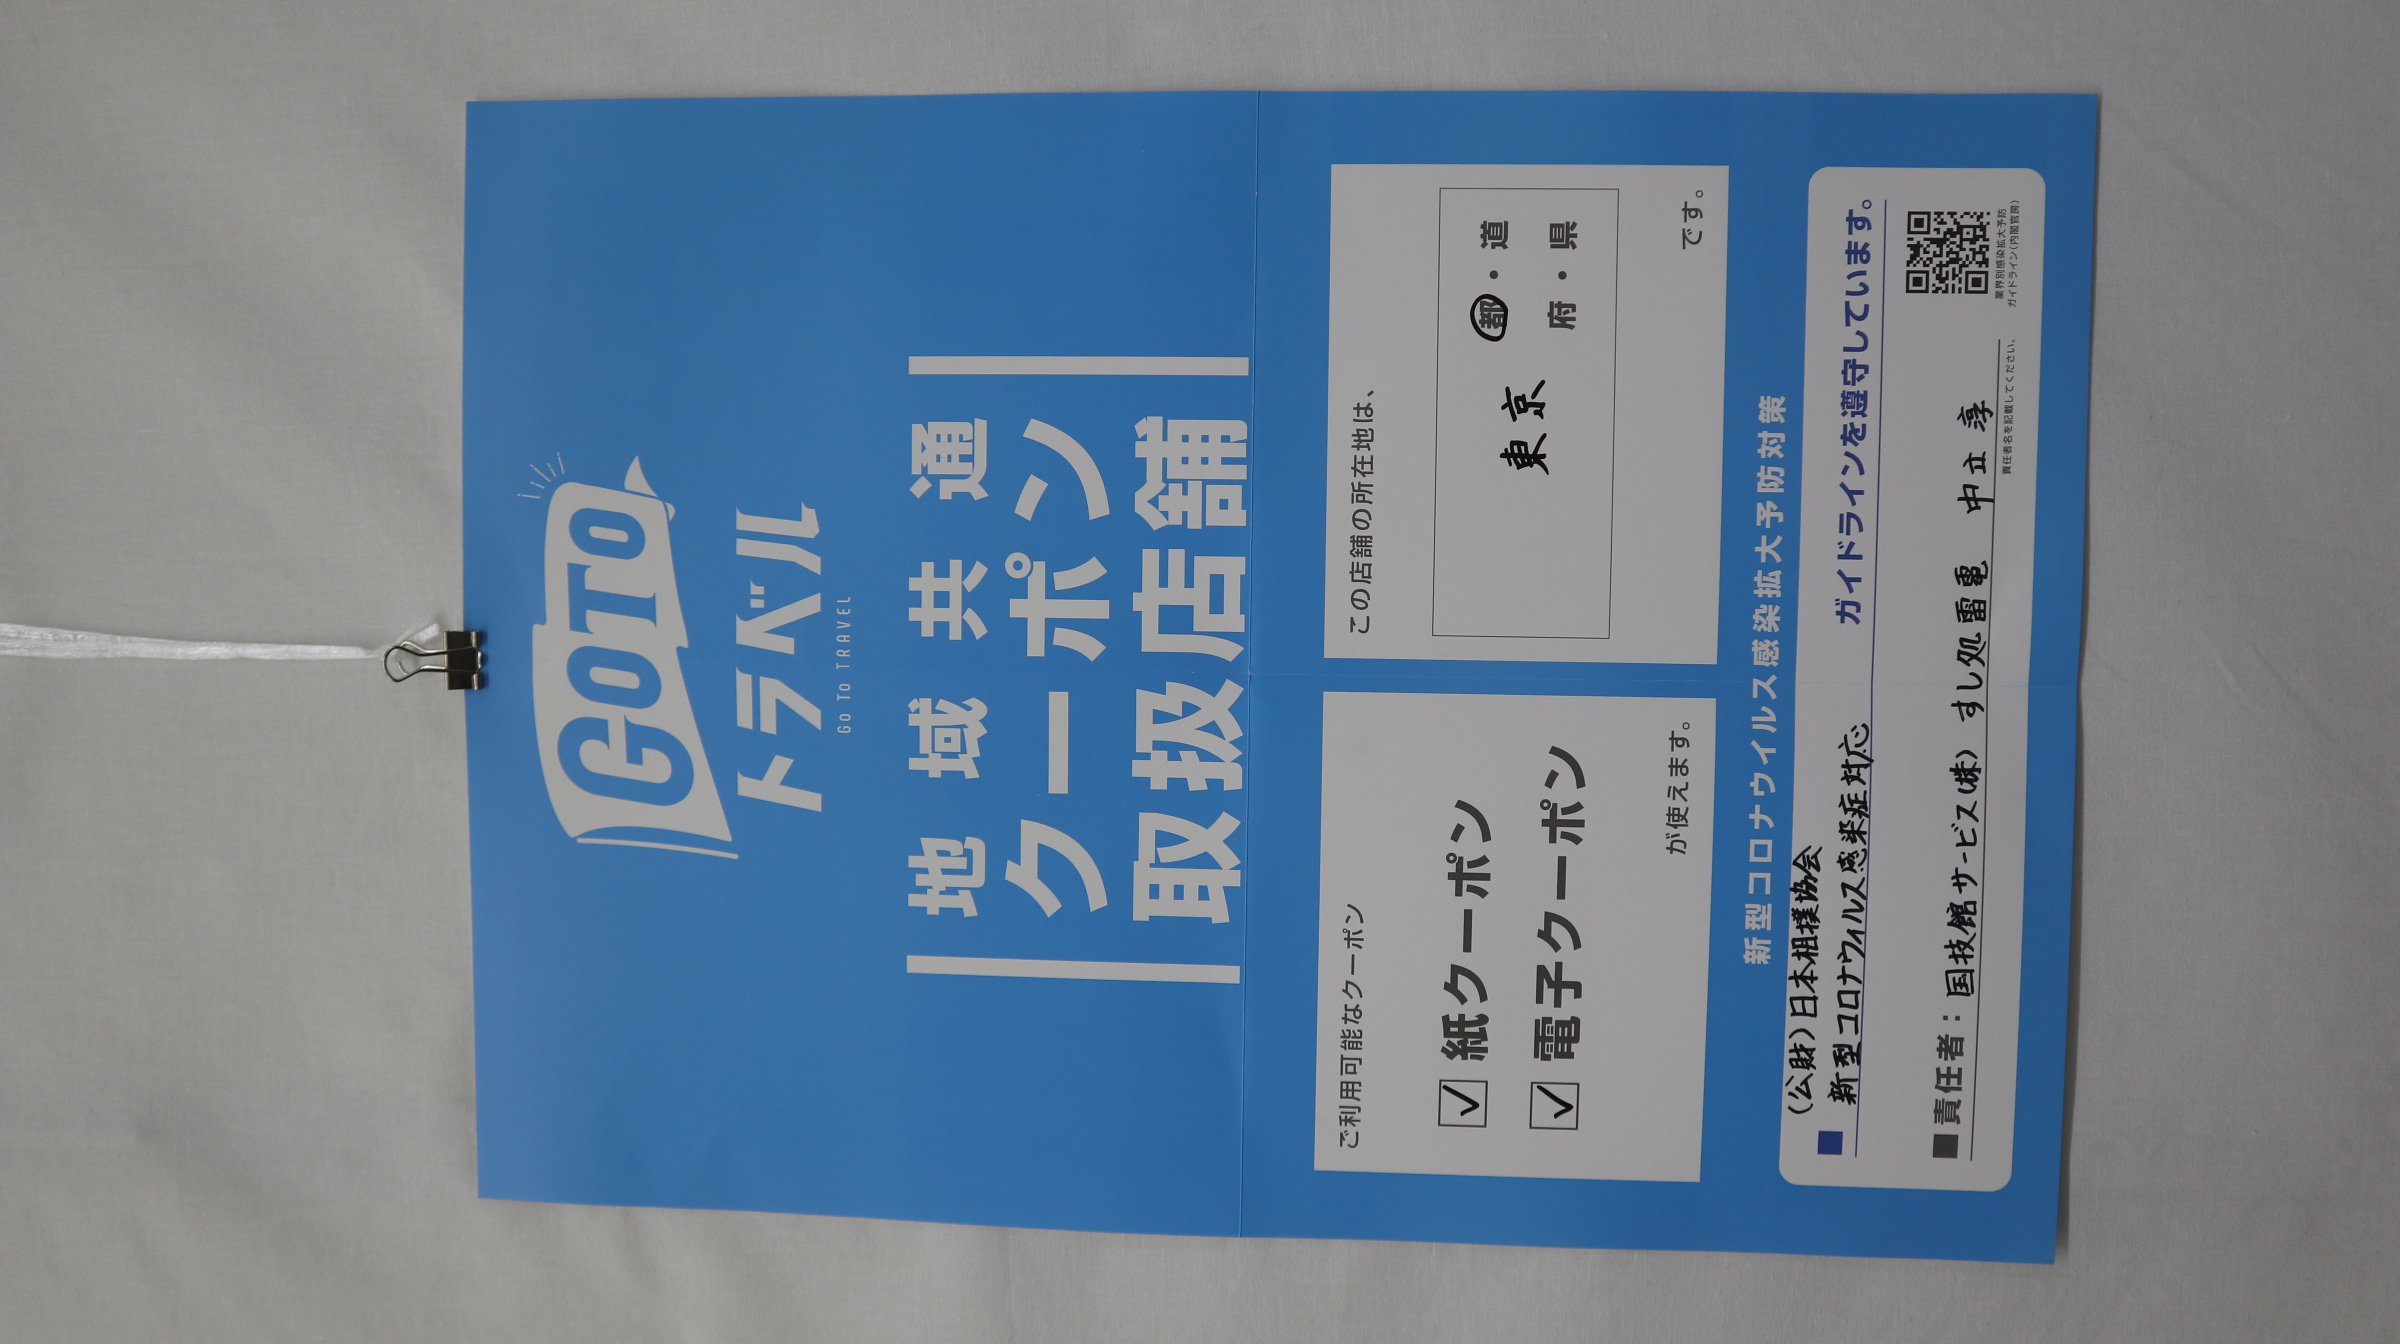 GOTO
トラベル
GO TO TRAVEL
地域共通
クーポン
取扱店舗
ご利用可能なクーポン
紙クーポン
電子クーポン
が使えます。
この店舗の所在地は、
東京 都・道
府・県
です。
新型コロナウイルス感染拡大予防対策
(公財)日本相撲協会
■ 新型コロナウィルス感染症対応 ガイドラインを遵守しています。
■責任者:国技館サービス(株) すし処雷電 中立 淳
責任者名を記載してください。
業界別感染拡大予防
ガイドライン(内閣官房)